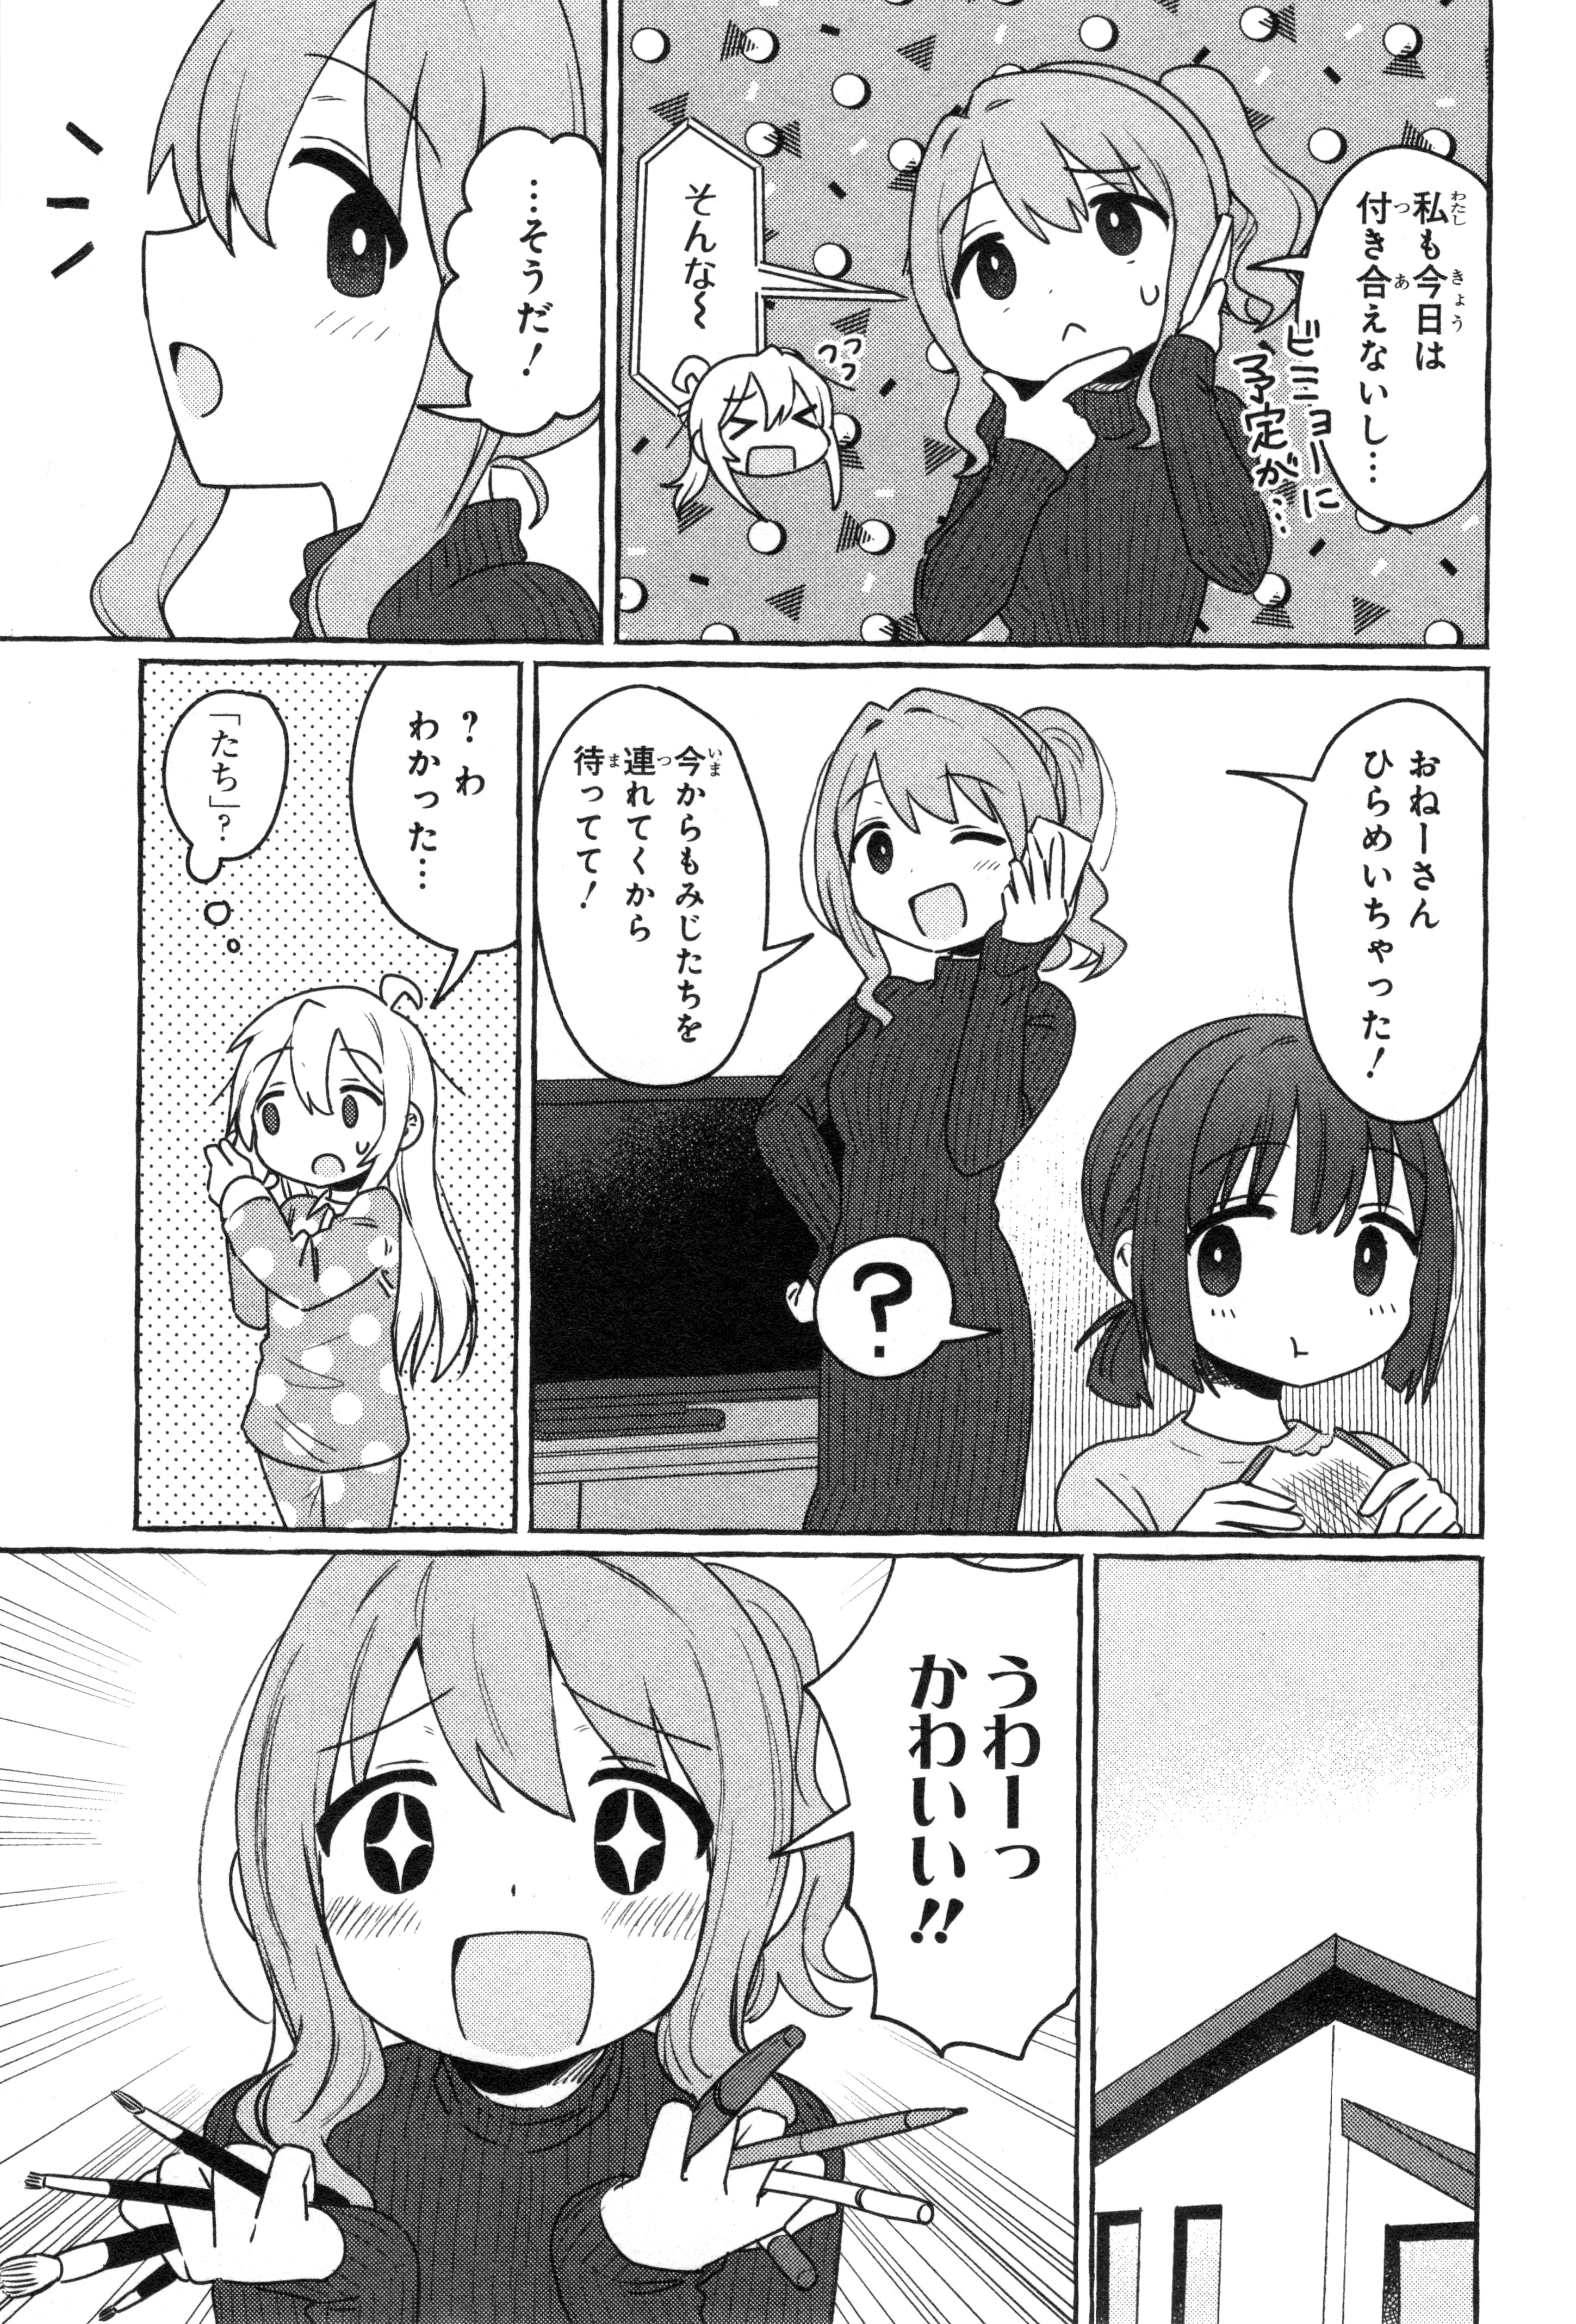 私も今日は
付き合えないし…
ビミョーに
予定が…
そんな〜
…そうだ！
おねーさん
ひらめいちゃった！
今からもみじたちを
連れてくから
待ってて！
？
？わ
わかった…
「たち」？
うわーっ
かわいい!!